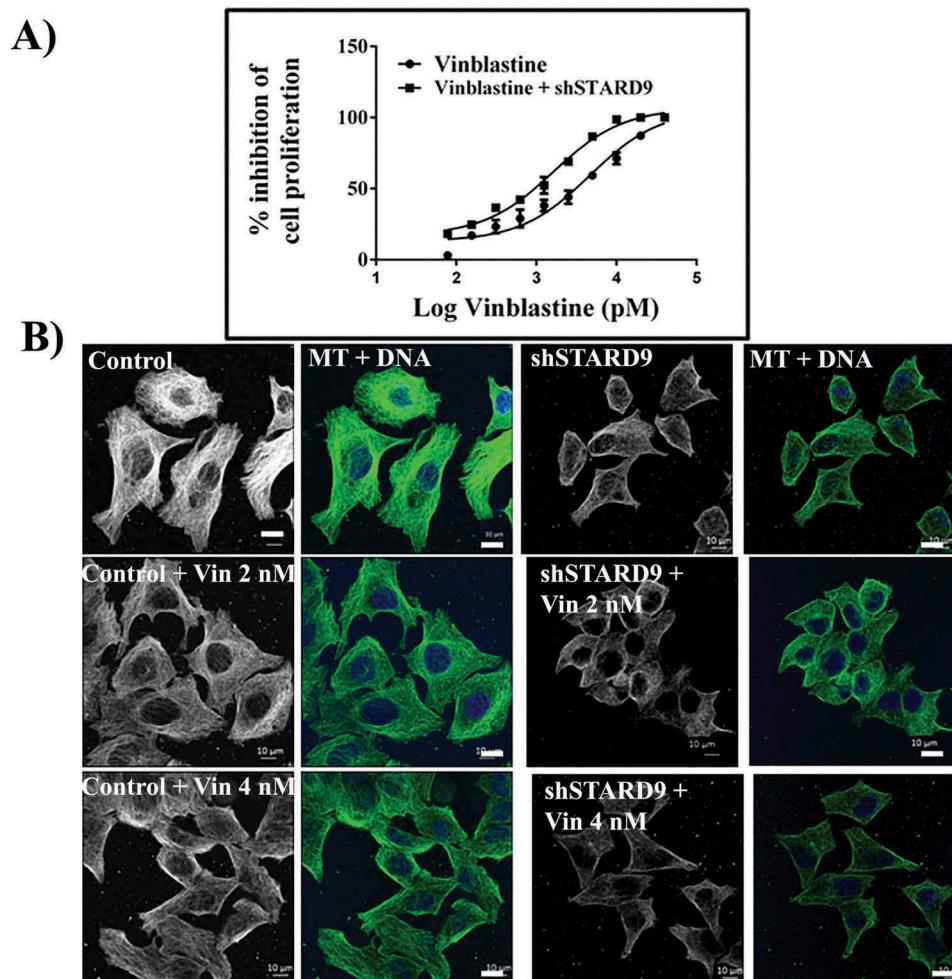 A)
% inhibition of
cell proliferation
150
100
50
0
Vinblastine
Vinblastine + shSTARD9
1
2
3
4
5
Log Vinblastine (pM)
B)
Control
MT + DNA
shSTARD9
MT + DNA
10 µm
10 µm
10 µm
Control + Vin 2 nM
shSTARD9 +
Vin 2 nM
10 µm
10 µm
Control + Vin 4 nM
shSTARD9 +
Vin 4 nM
10 µm
10 µm